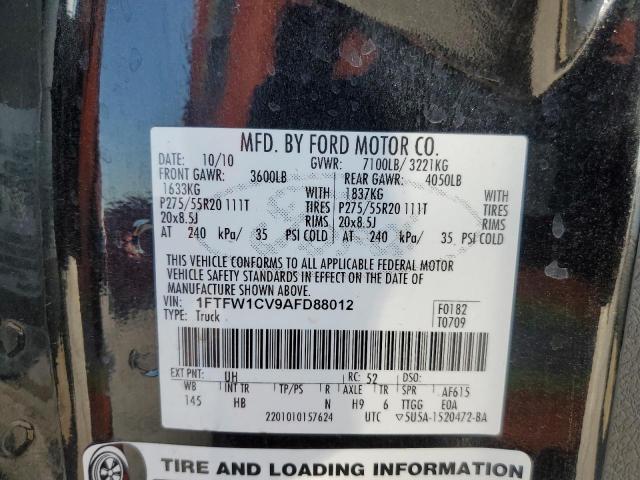 MFD. BY FORD MOTOR CO.
DATE: 10/10 GVWR: 7100LB/ 3221KG
FRONT GAWR: 3600LB REAR GAWR: 4050LB
1633KG WITH 1837KG WITH
P275/55R20 111T TIRES P275/55R20 111T TIRES
20x8.5J RIMS 20x8.5J RIMS
AT 240 kPa/ 35 PSI COLD AT 240 kPa/ 35 PSI COLD
THIS VEHICLE CONFORMS TO ALL APPLICABLE FEDERAL MOTOR
VEHICLE SAFETY STANDARDS IN EFFECT ON THE DATE OF
MANUFACTURE SHOWN ABOVE.
VIN: 1FTFW1CV9AFD88012 F0182
TYPE: Truck T0709
EXT PNT: UH RC: 52 DSO:
WB INT TR TP/PS R AXLE TR SPR AF615
145 HB N H9 6 TTGG E0A
2201010157624 UTC ▽5U5A-1520472-BA
TIRE AND LOADING INFORMATION